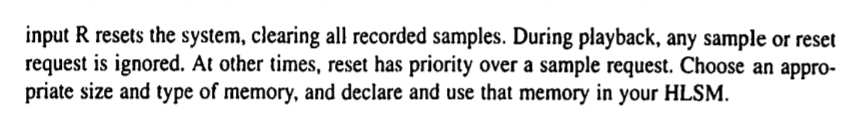 input R resets the system, clearing all recorded samples. During playback, any sample or reset
request is ignored. At other times, reset has priority over a sample request. Choose an appro-
priate size and type of memory, and declare and use that memory in your HLSM.